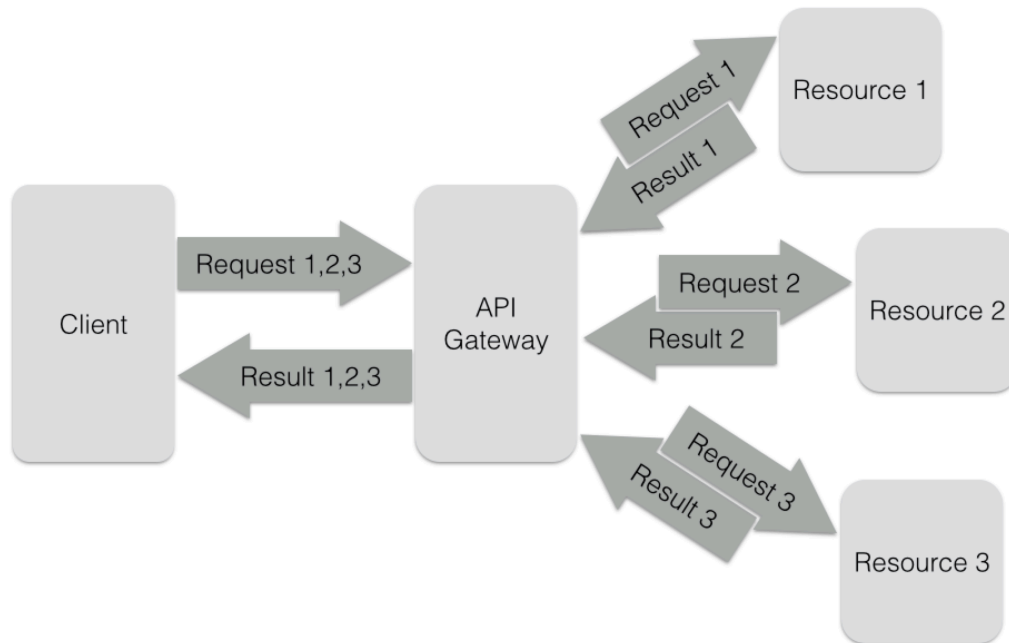 Request 1
Result 1
Resource 1
Request 1,2,3
Client
API
Gateway
Request 2
Result 2
Resource 2
Result 1,2,3
Request 3
Result 3
Resource 3